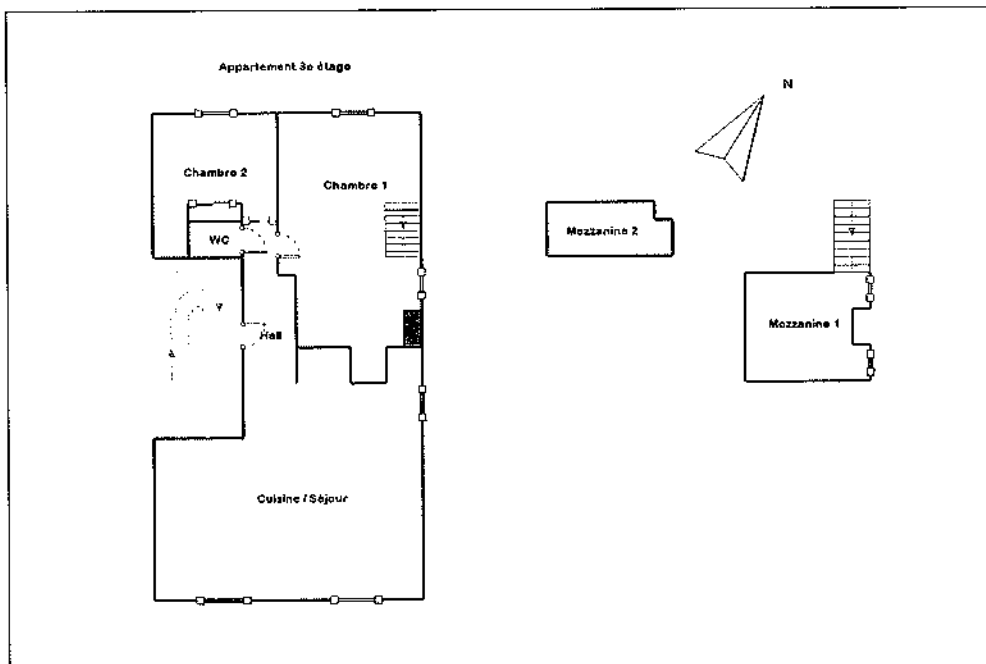 Appartement 3e étage
N
Chambre 2
Chambre 1
WC
Mezzanine 2
Hall
Mezzanine 1
Cuisine / Séjour